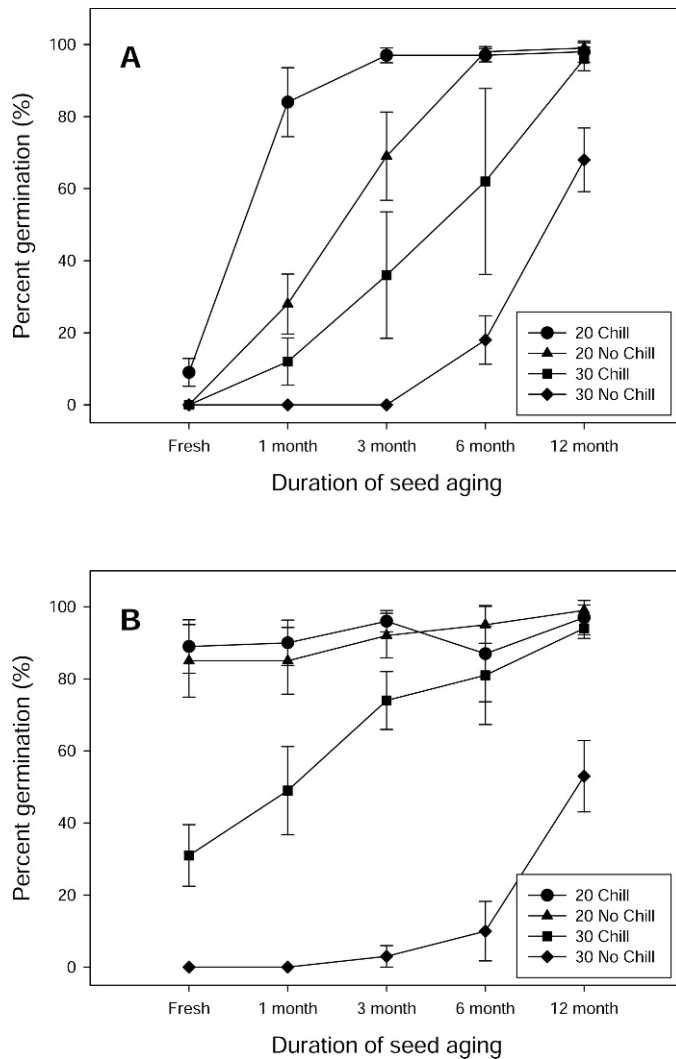 A
Percent germination (%)
100
80
60
40
20
0
20 Chill
20 No Chill
30 Chill
30 No Chill
Fresh 1 month 3 month 6 month 12 month
Duration of seed aging
B
Percent germination (%)
100
80
60
40
20
0
20 Chill
20 No Chill
30 Chill
30 No Chill
Fresh 1 month 3 month 6 month 12 month
Duration of seed aging